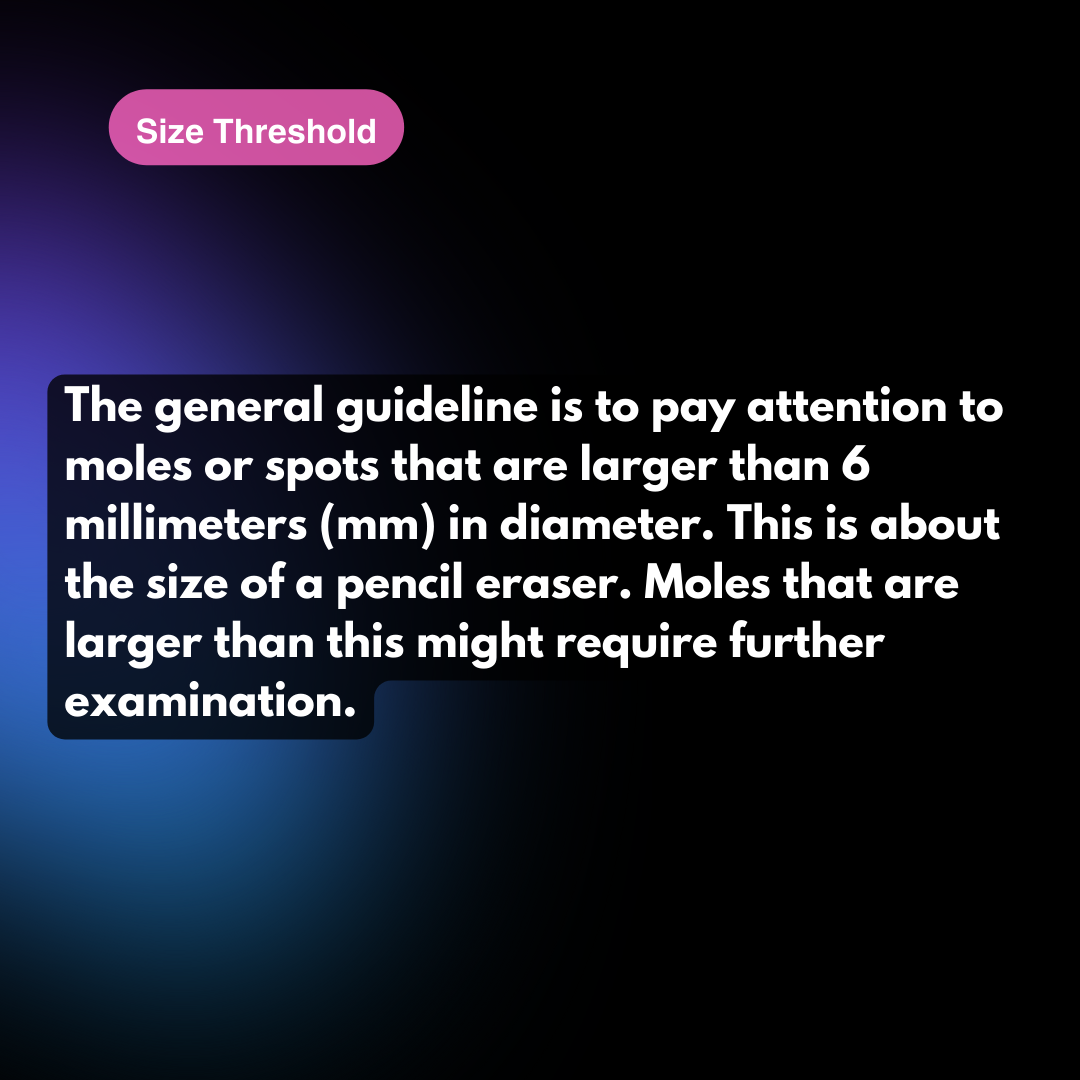 Size Threshold
The general guideline is to pay attention to
moles or spots that are larger than 6
millimeters (mm) in diameter. This is about
the size of a pencil eraser. Moles that are
larger than this might require further
examination.